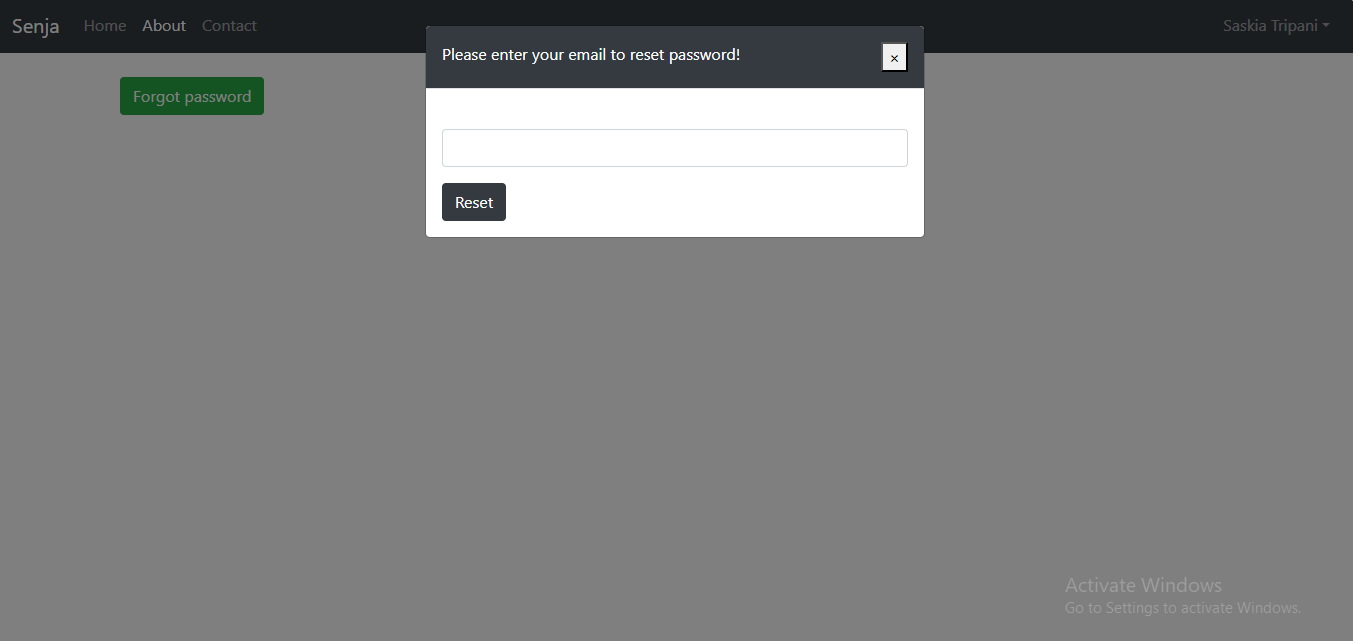 Senja Home About Contact Saskia Tripani
Please enter your email to reset password!
×
Forgot password
Reset
Activate Windows
Go to Settings to activate Windows.